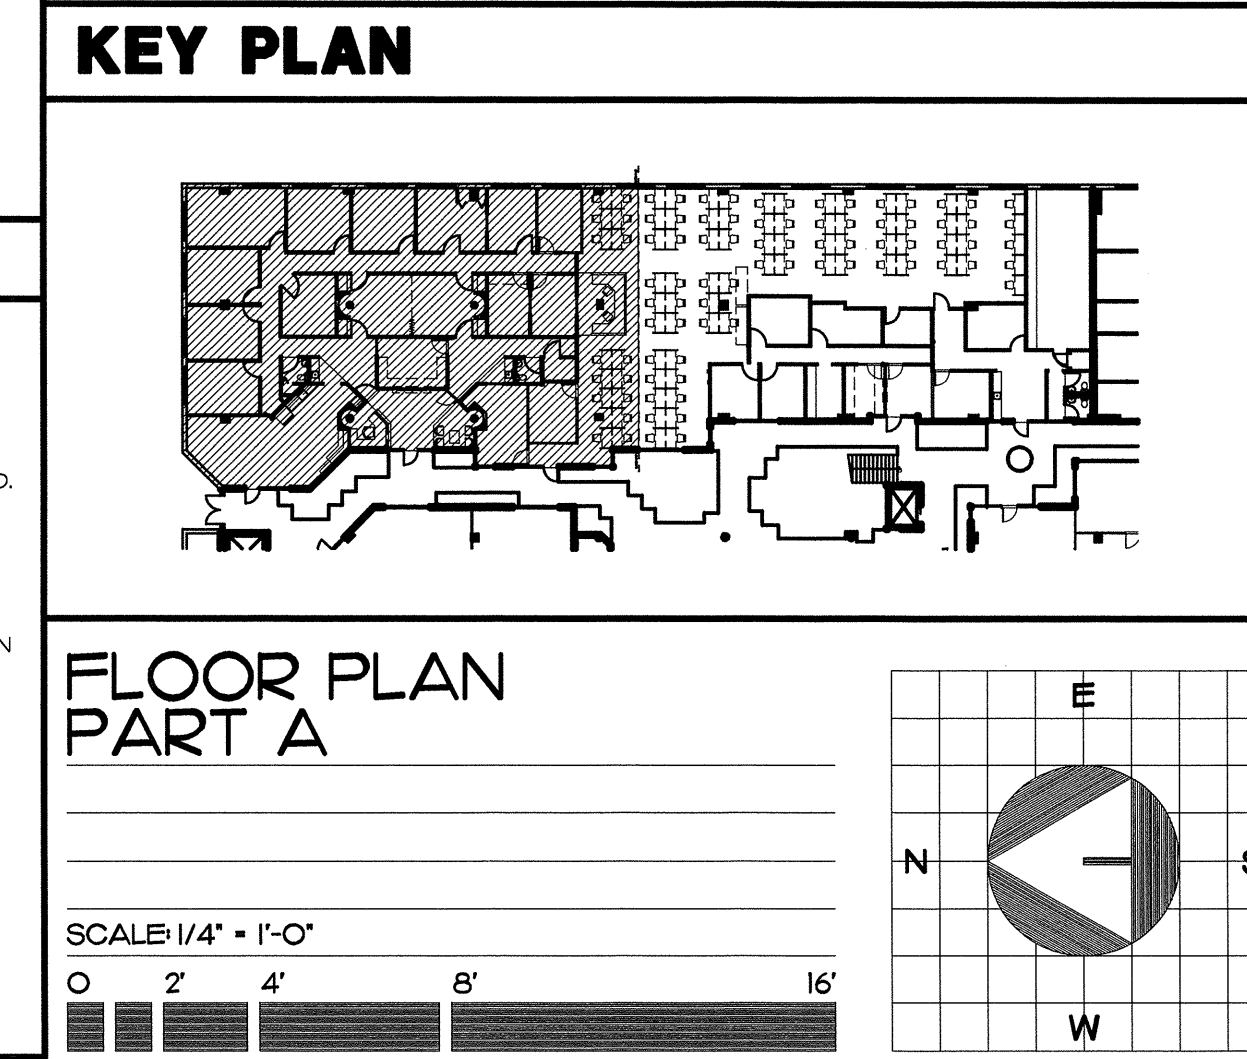 KEY PLAN
FLOOR PLAN
PART A
SCALE: 1/4" = 1'-0"
0 2' 4' 8' 16'
E
N
W